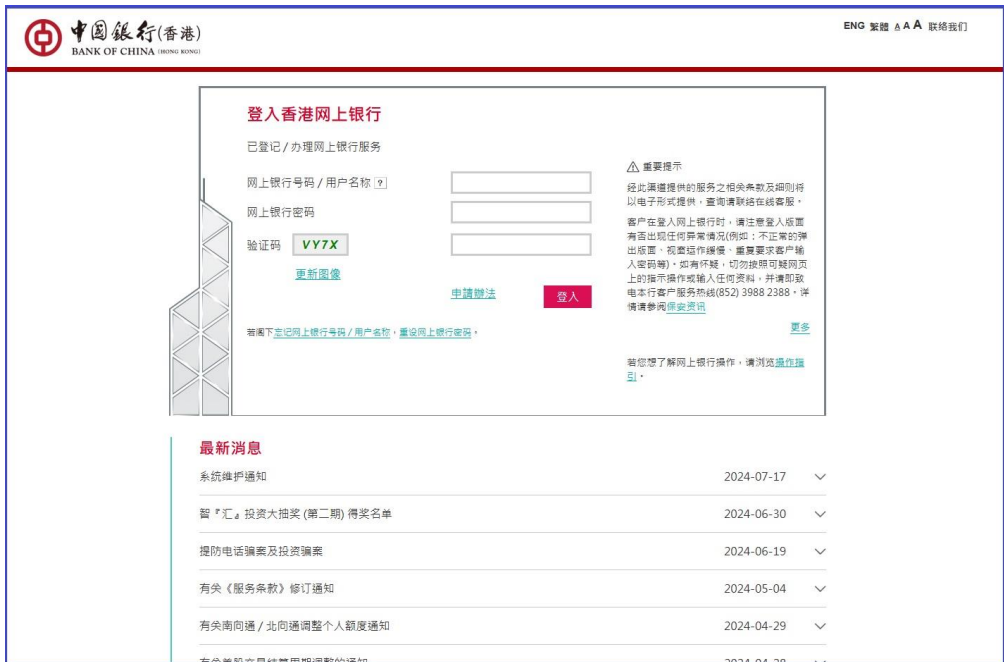 中国银行(香港)
BANK OF CHINA (HONG KONG)
ENG 繁體 A A A 联络我们
登入香港网上银行
已登记 / 办理网上银行服务
网上银行号码 / 用户名称 ?
网上银行密码
验证码 VY7X
更新图像
申請辦法 登入
若阁下忘记网上银行号码 / 用户名称，重设网上银行密码。
重要提示
经此渠道提供的服务之相关条款及细则将
以电子形式提供，查询请联络在线客服。
客户在登入网上银行时，请注意登入版面
有否出现任何异常情况(例如：不正常的弹
出版面、视窗运作缓慢、重复要求客户输
入密码等)。如有怀疑，切勿按照可疑网页
上的指示操作或输入任何资料，并请即致
电本行客户服务热线(852) 3988 2388。详
情请参阅保安资讯
更多
若您想了解网上银行操作，请浏览操作指
引。
最新消息
系统维护通知 2024-07-17
智『汇』投资大抽奖 (第二期) 得奖名单 2024-06-30
提防电话骗案及投资骗案 2024-06-19
有关《服务条款》修订通知 2024-05-04
有关南向通 / 北向通调整个人额度通知 2024-04-29